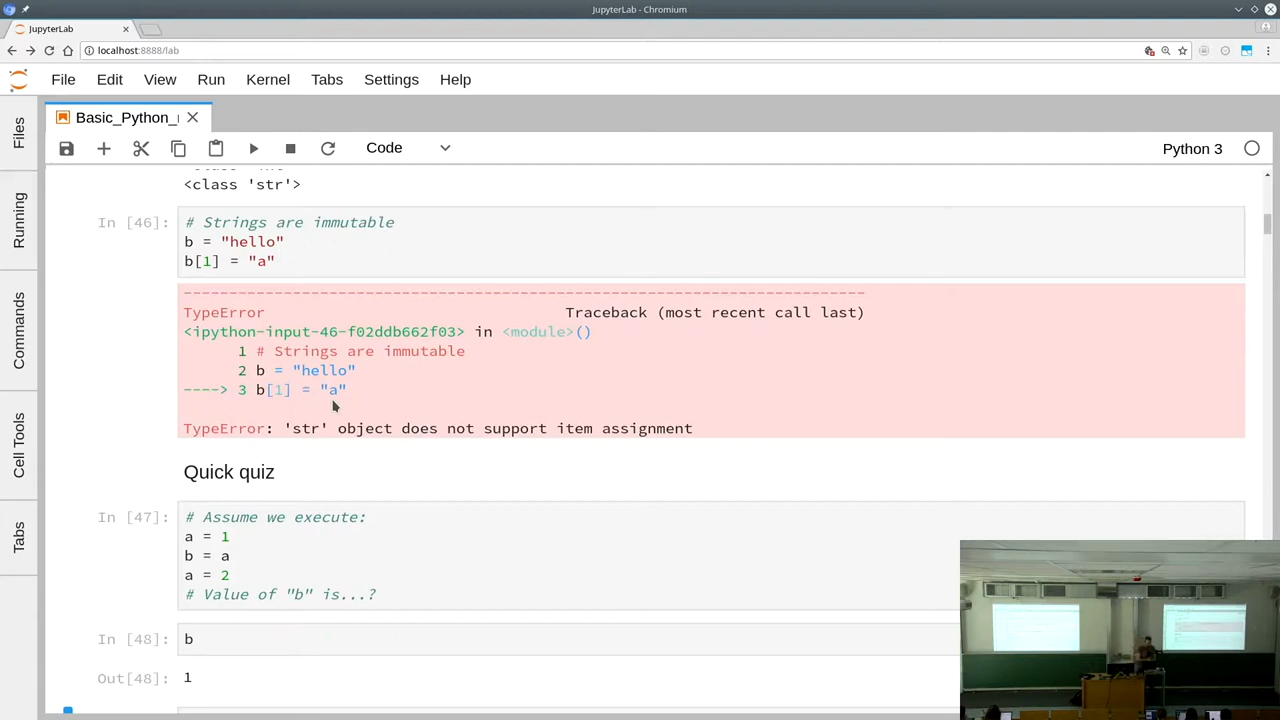 JupyterLab - Chromium
JupyterLab
localhost:8888/lab
File Edit View Run Kernel Tabs Settings Help
Files
Running
Commands
Cell Tools
Tabs
Basic_Python_
Code
Python 3
<class 'str'>
In [46]:
# Strings are immutable
b = "hello"
b[1] = "a"
---------------------------------------------------------------------------
TypeError Traceback (most recent call last)
<ipython-input-46-f02ddb662f03> in <module>()
1 # Strings are immutable
2 b = "hello"
----> 3 b[1] = "a"
TypeError: 'str' object does not support item assignment
Quick quiz
In [47]:
# Assume we execute:
a = 1
b = a
a = 2
# Value of "b" is...?
In [48]: b
Out[48]: 1